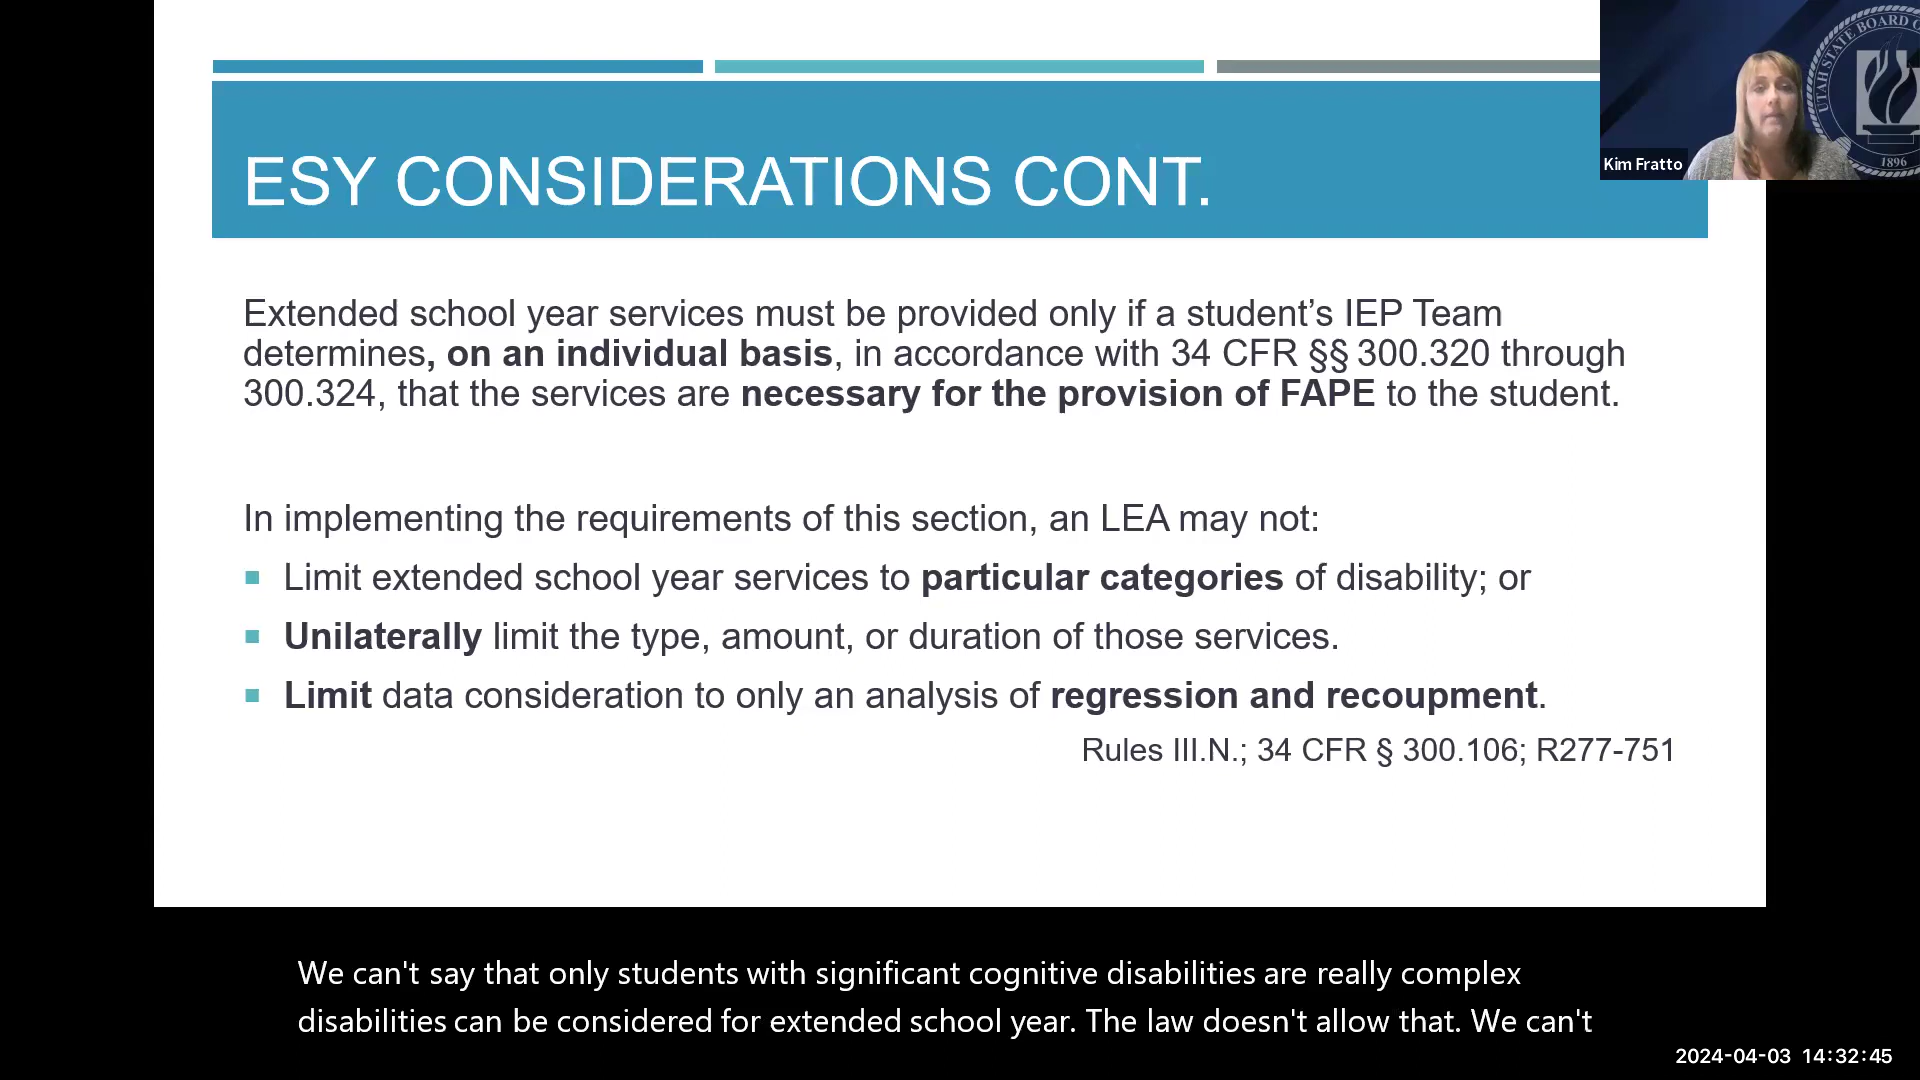 ESY CONSIDERATIONS CONT.
UTAH STATE BOARD
1896
Kim Fratto
Extended school year services must be provided only if a student’s IEP Team
determines, on an individual basis, in accordance with 34 CFR §§ 300.320 through
300.324, that the services are necessary for the provision of FAPE to the student.
In implementing the requirements of this section, an LEA may not:
▪ Limit extended school year services to particular categories of disability; or
▪ Unilaterally limit the type, amount, or duration of those services.
▪ Limit data consideration to only an analysis of regression and recoupment.
Rules III.N.; 34 CFR § 300.106; R277-751
We can't say that only students with significant cognitive disabilities are really complex
disabilities can be considered for extended school year. The law doesn't allow that. We can't
2024-04-03 14:32:45